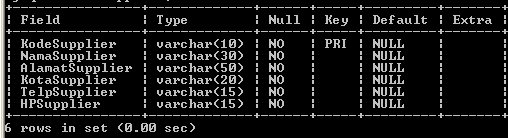 | Field | Type | Null | Key | Default | Extra |
| KodeSupplier | varchar(10) | NO | PRI | NULL | |
| NamaSupplier | varchar(30) | NO | | NULL | |
| AlamatSupplier | varchar(50) | NO | | NULL | |
| KotaSupplier | varchar(20) | NO | | NULL | |
| TelpSupplier | varchar(15) | NO | | NULL | |
| HPSupplier | varchar(15) | NO | | NULL | |
6 rows in set (0.00 sec)